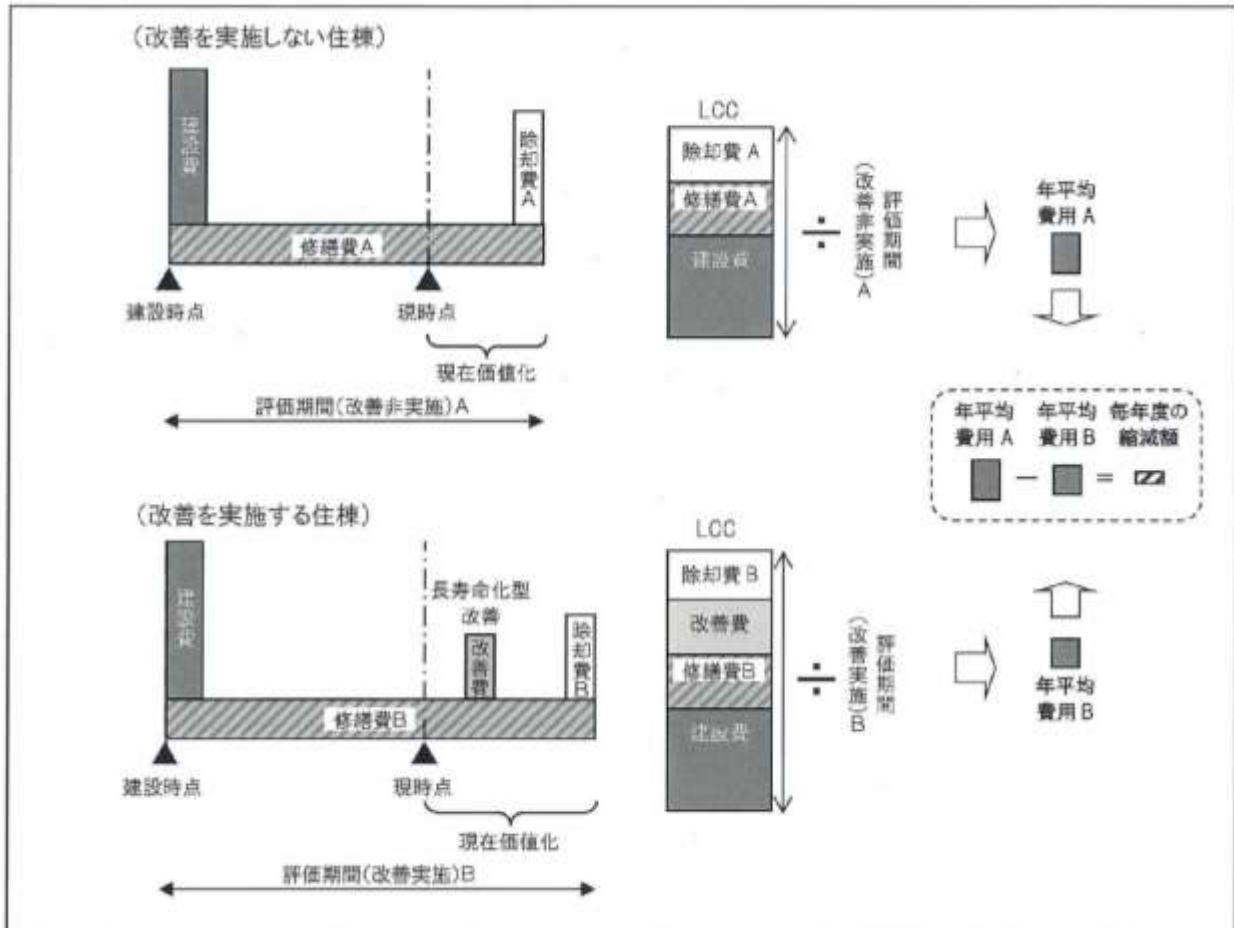 (改善を実施しない住棟)
建設費
除却費A
修繕費A
建設時点
現時点
現在価値化
評価期間(改善非実施)A
LCC
除却費A
修繕費A
建設費
÷
評価期間
(改善非実施)A
年平均
費用A
年平均 年平均 毎年度の
費用A 費用B 縮減額
− =
(改善を実施する住棟)
建設費
長寿命化型
改善
改善費
除却費B
修繕費B
建設時点
現時点
現在価値化
評価期間(改善実施)B
LCC
除却費B
改善費
修繕費B
建設費
÷
評価期間
(改善実施)B
年平均
費用B